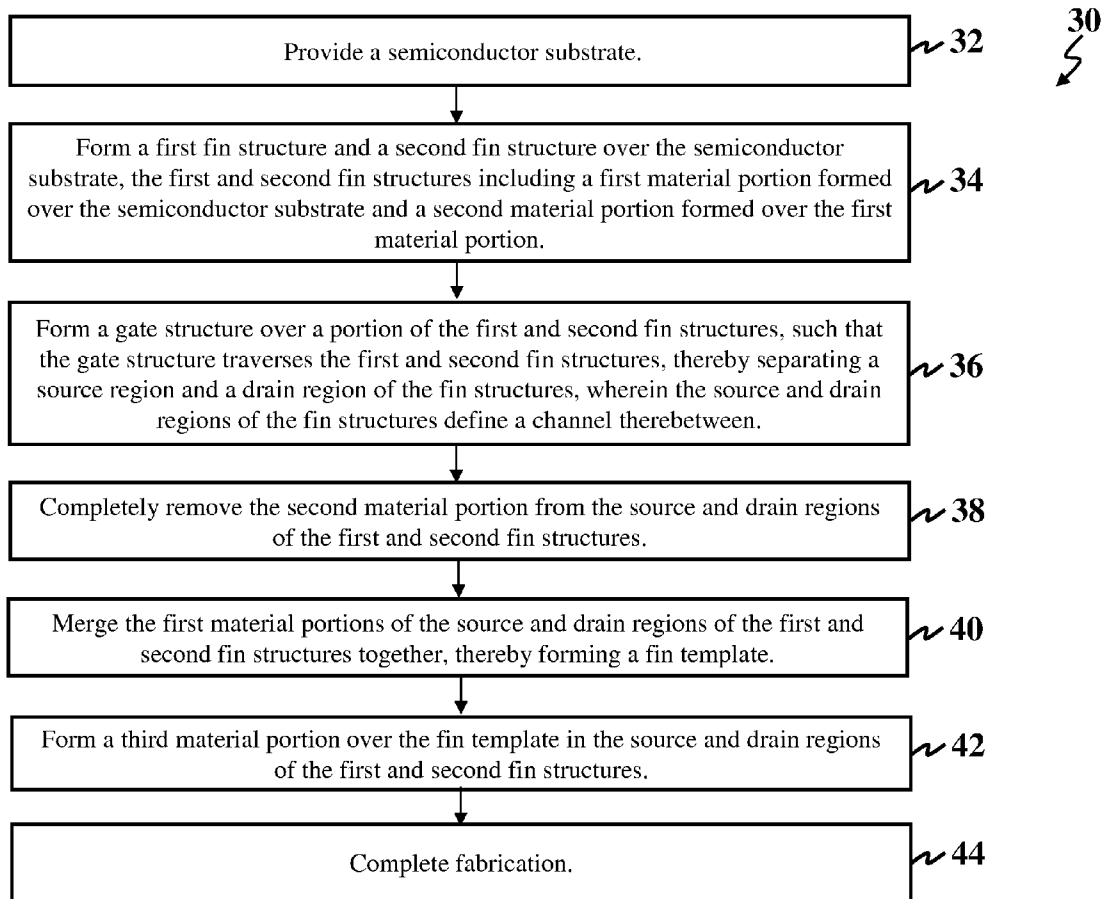 30
Provide a semiconductor substrate.
32
Form a first fin structure and a second fin structure over the semiconductor
substrate, the first and second fin structures including a first material portion formed
over the semiconductor substrate and a second material portion formed over the first
material portion.
34
Form a gate structure over a portion of the first and second fin structures, such that
the gate structure traverses the first and second fin structures, thereby separating a
source region and a drain region of the fin structures, wherein the source and drain
regions of the fin structures define a channel therebetween.
36
Completely remove the second material portion from the source and drain regions
of the first and second fin structures.
38
Merge the first material portions of the source and drain regions of the first and
second fin structures together, thereby forming a fin template.
40
Form a third material portion over the fin template in the source and drain regions
of the first and second fin structures.
42
Complete fabrication.
44